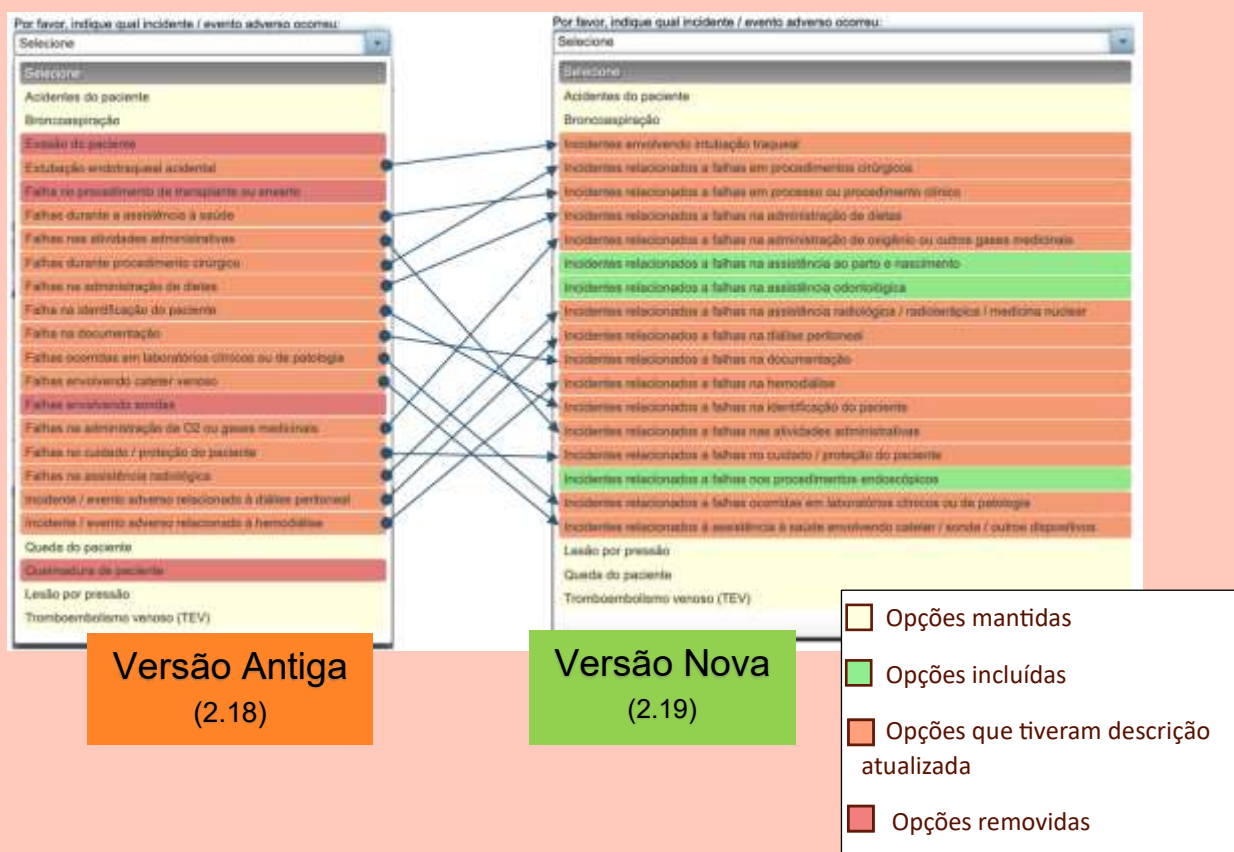 Por favor, indique qual incidente / evento adverso ocorreu:
Selecione
Selecione
Acidentes do paciente
Broncoaspiração
Evasão do paciente
Extubação endotraqueal acidental
Falha no procedimento de transplante ou enxerto
Falhas durante a assistência à saúde
Falhas nas atividades administrativas
Falhas durante procedimento cirúrgico
Falhas na administração de dietas
Falha na identificação do paciente
Falha na documentação
Falhas ocorridas em laboratórios clínicos ou de patologia
Falhas envolvendo cateter venoso
Falhas envolvendo sondas
Falhas na administração de O2 ou gases medicinais
Falhas no cuidado / proteção do paciente
Falhas na assistência radiológica
Incidente / evento adverso relacionado à diálise peritoneal
Incidente / evento adverso relacionado à hemodiálise
Queda do paciente
Queimadura de paciente
Lesão por pressão
Tromboembolismo venoso (TEV)
Versão Antiga
(2.18)
Por favor, indique qual incidente / evento adverso ocorreu:
Selecione
Selecione
Acidentes do paciente
Broncoaspiração
Incidentes envolvendo intubação traqueal
Incidentes relacionados a falhas em procedimentos cirúrgicos
Incidentes relacionados a falhas em processo ou procedimento clínico
Incidentes relacionados a falhas na administração de dietas
Incidentes relacionados a falhas na administração de oxigênio ou outros gases medicinais
Incidentes relacionados a falhas na assistência ao parto e nascimento
Incidentes relacionados a falhas na assistência odontológica
Incidentes relacionados a falhas na assistência radiológica / radioterápica / medicina nuclear
Incidentes relacionados a falhas na diálise peritoneal
Incidentes relacionados a falhas na documentação
Incidentes relacionados a falhas na hemodiálise
Incidentes relacionados a falhas na identificação do paciente
Incidentes relacionados a falhas nas atividades administrativas
Incidentes relacionados a falhas no cuidado / proteção do paciente
Incidentes relacionados a falhas nos procedimentos endoscópicos
Incidentes relacionados a falhas ocorridas em laboratórios clínicos ou de patologia
Incidentes relacionados à assistência à saúde envolvendo cateter / sonda / outros dispositivos
Lesão por pressão
Queda do paciente
Tromboembolismo venoso (TEV)
Versão Nova
(2.19)
Opções mantidas
Opções incluídas
Opções que tiveram descrição
atualizada
Opções removidas